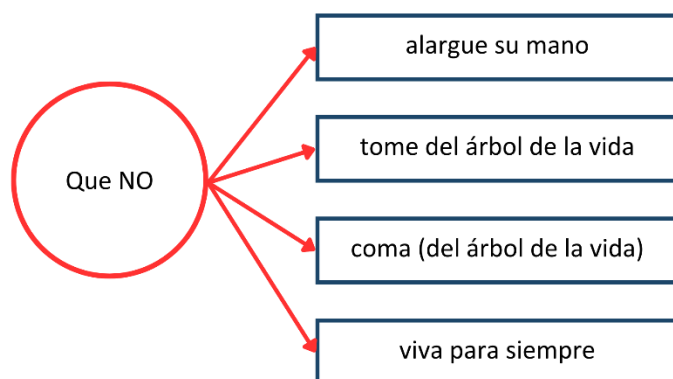 Que NO
alargue su mano
tome del árbol de la vida
coma (del árbol de la vida)
viva para siempre